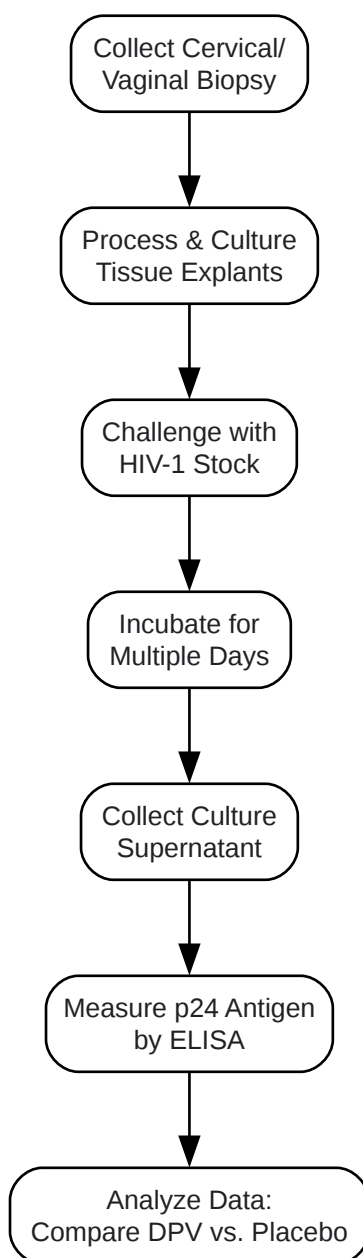 Collect Cervical/
Vaginal Biopsy
Process & Culture
Tissue Explants
Challenge with
HIV-1 Stock
Incubate for
Multiple Days
Collect Culture
Supernatant
Measure p24 Antigen
by ELISA
Analyze Data:
Compare DPV vs. Placebo